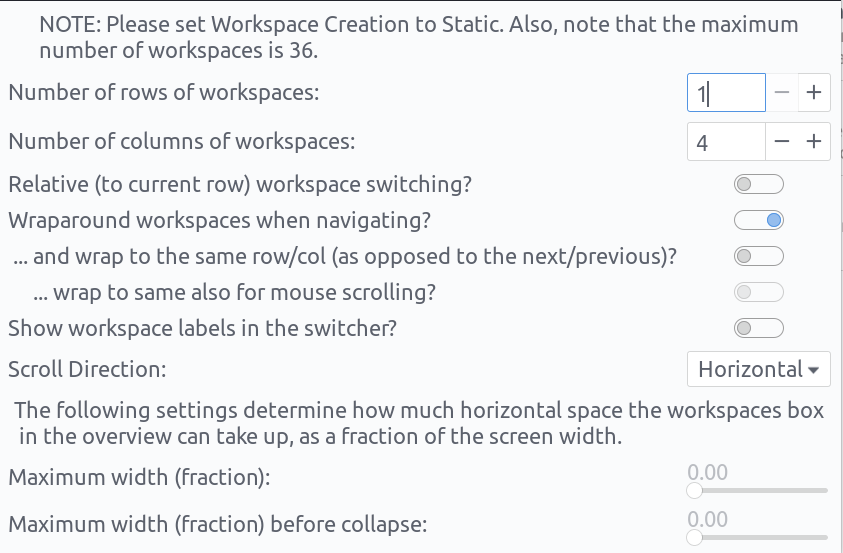 NOTE: Please set Workspace Creation to Static. Also, note that the maximum
number of workspaces is 36.
Number of rows of workspaces: 1 − +
Number of columns of workspaces: 4 − +
Relative (to current row) workspace switching?
Wraparound workspaces when navigating?
... and wrap to the same row/col (as opposed to the next/previous)?
... wrap to same also for mouse scrolling?
Show workspace labels in the switcher?
Scroll Direction: Horizontal
The following settings determine how much horizontal space the workspaces box
in the overview can take up, as a fraction of the screen width.
Maximum width (fraction): 0.00
Maximum width (fraction) before collapse: 0.00